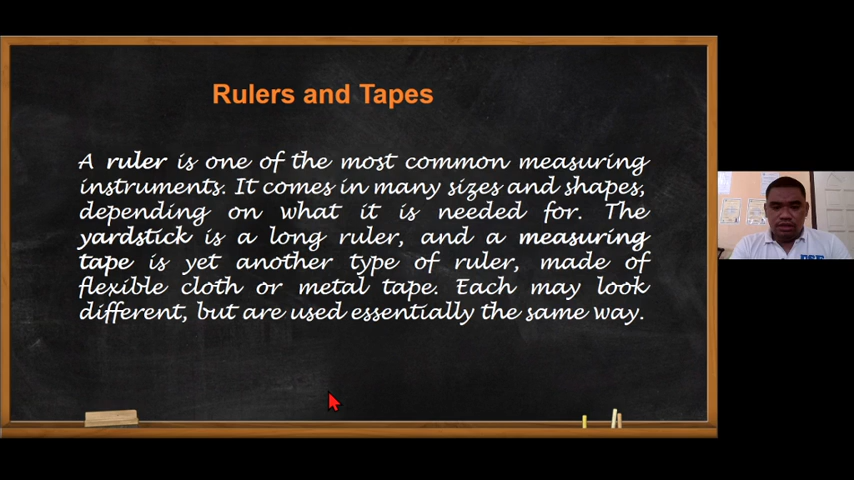 Rulers and Tapes
A ruler is one of the most common measuring
instruments. It comes in many sizes and shapes,
depending on what it is needed for. The
yardstick is a long ruler, and a measuring
tape is yet another type of ruler, made of
flexible cloth or metal tape. Each may look
different, but are used essentially the same way.